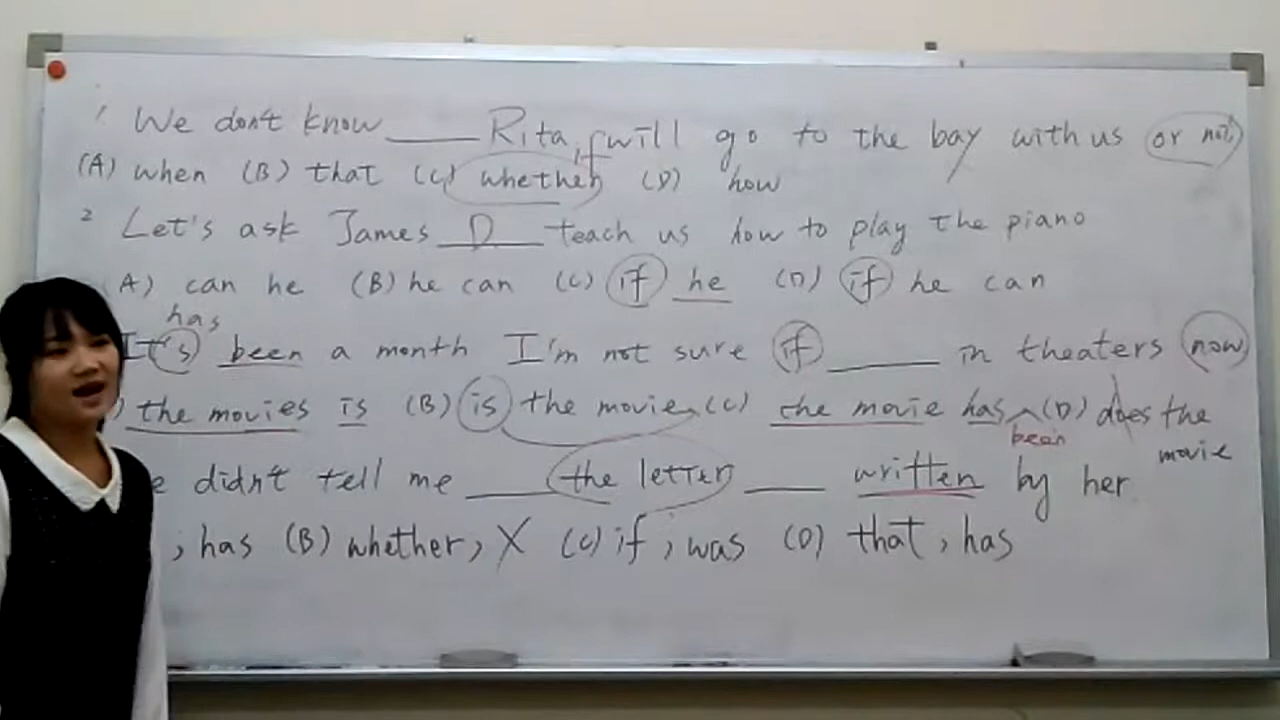 1 We don't know ____ Rita will go to the bay with us or not
(A) when (B) that (C) whether (D) how
2 Let's ask James __D__ teach us how to play the piano
(A) can he (B) he can (C) if he (D) if he can
has
It's been a month I'm not sure if ____ in theaters now
) the movies is (B) is the movie (C) the movie has (D) does the
been
movie
e didn't tell me ____ the letter ____ written by her.
, has (B) whether, X (C) if, was (D) that, has